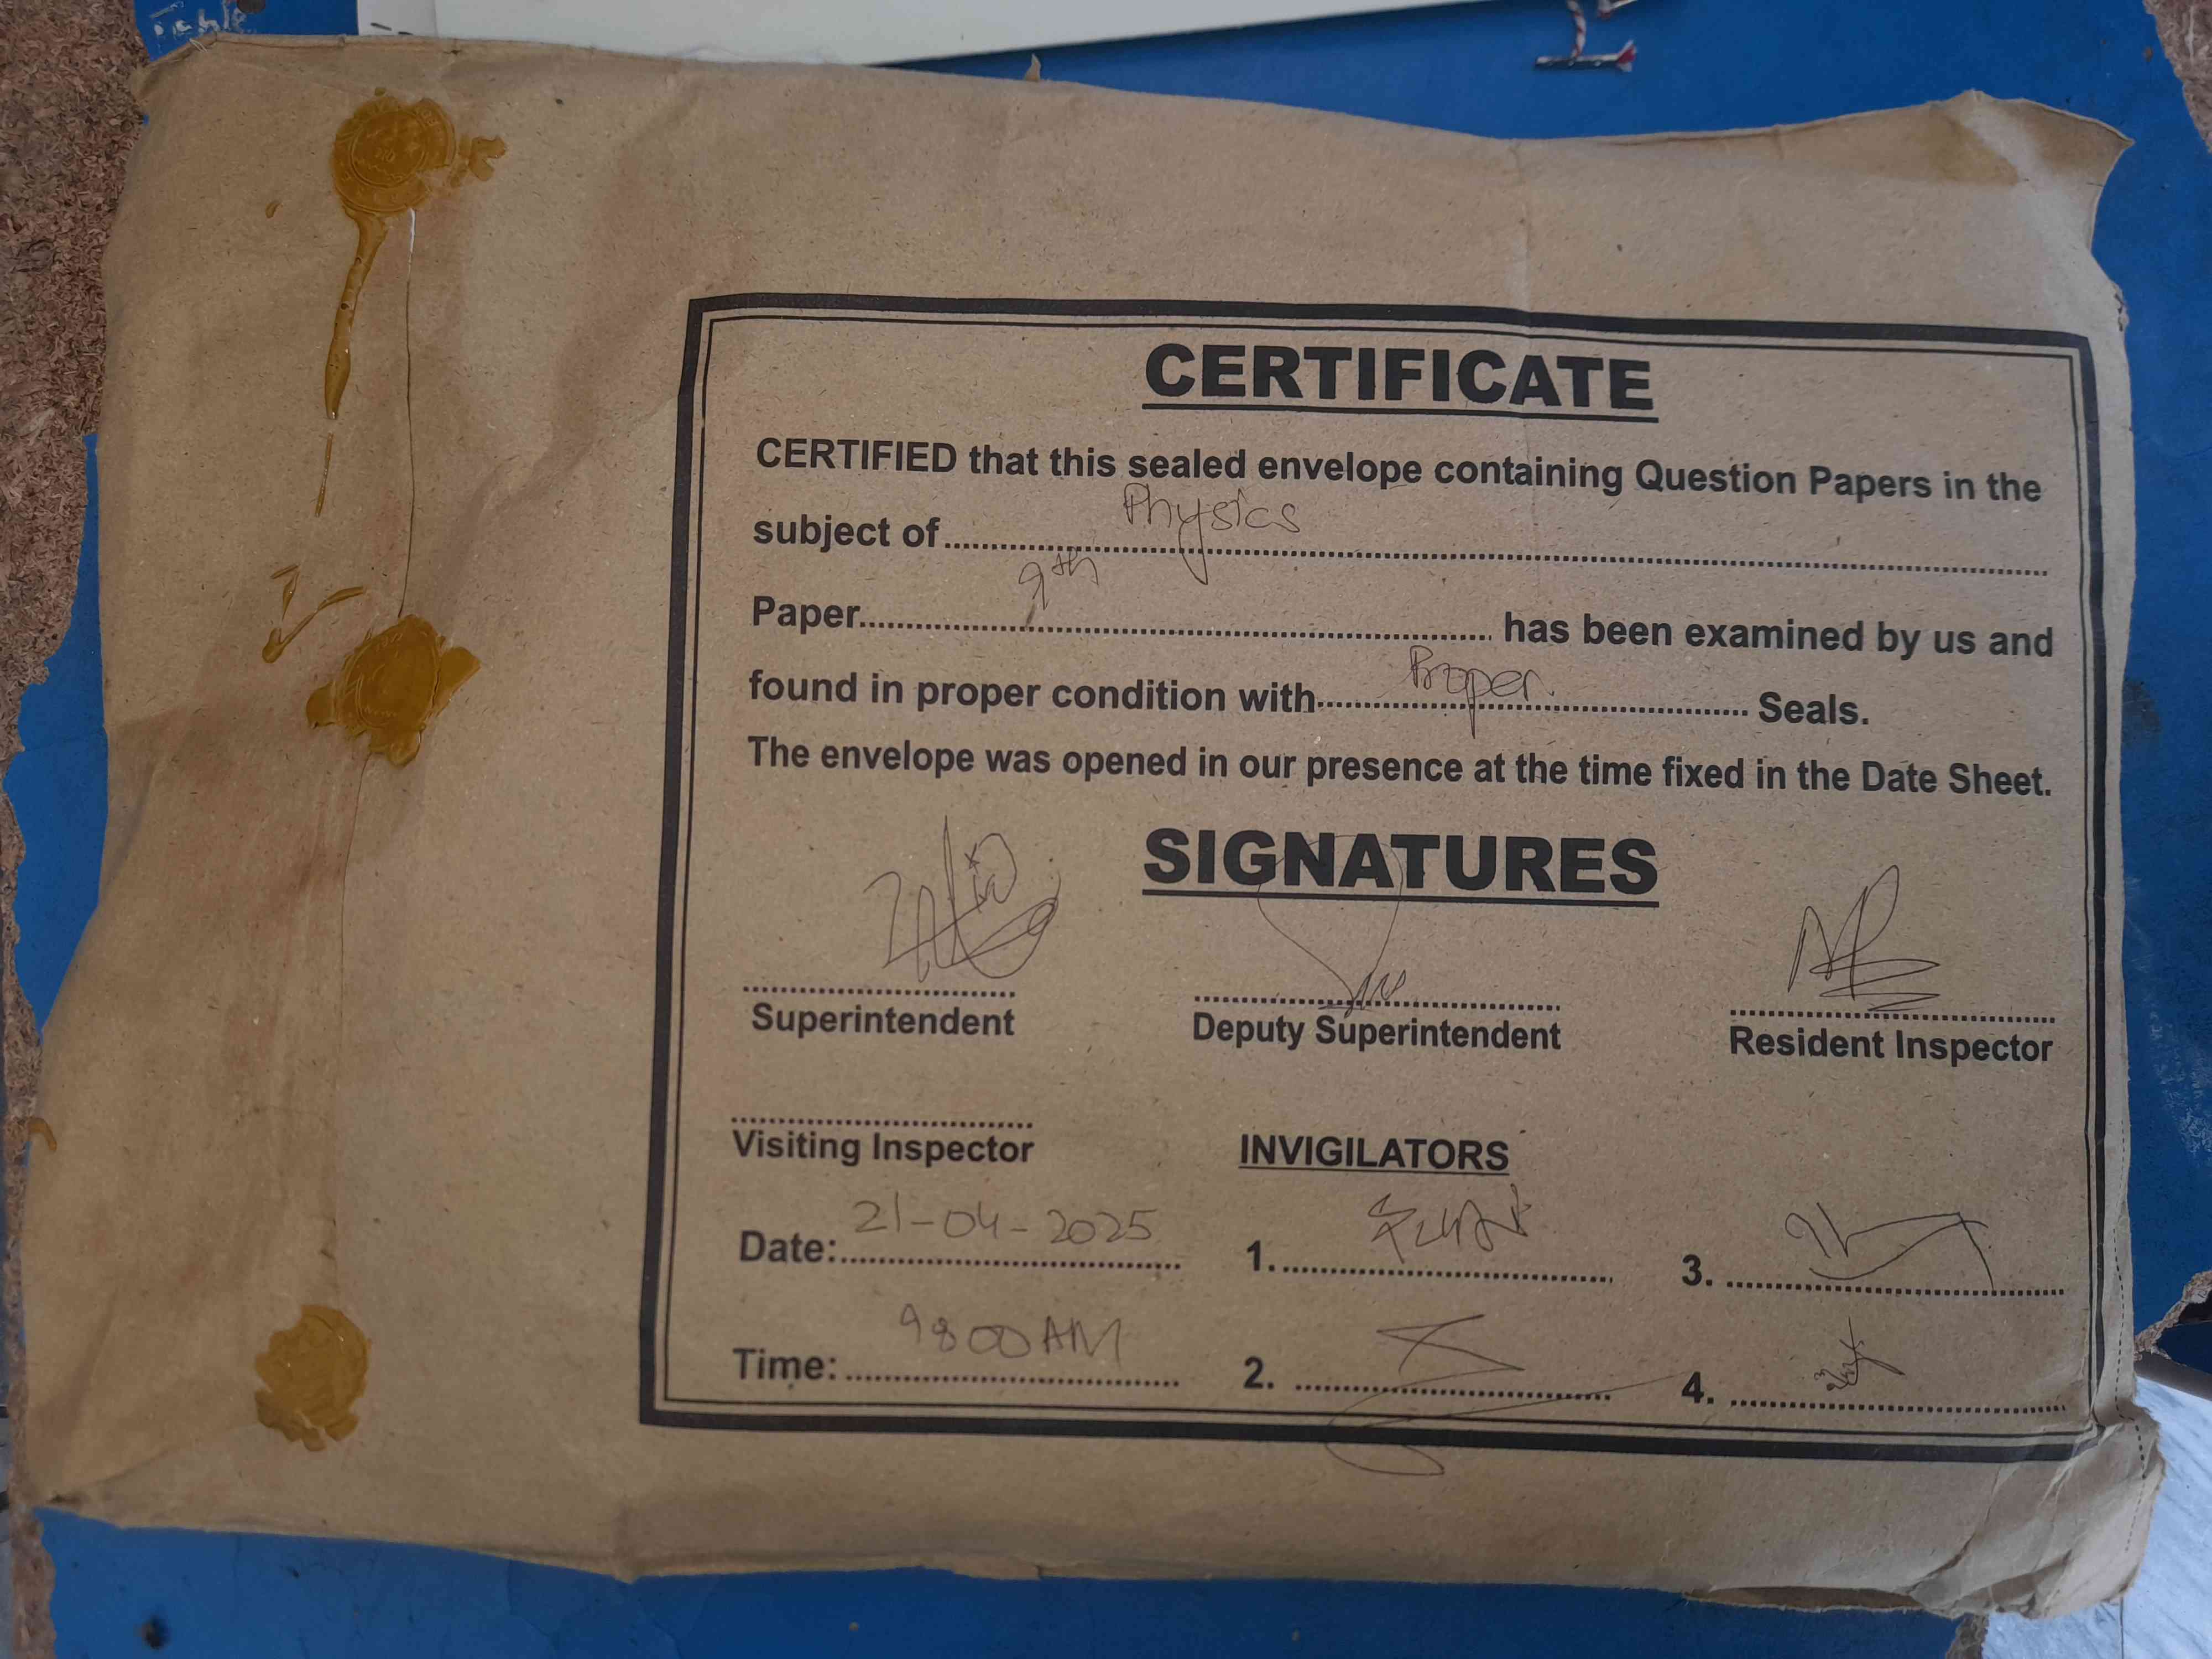 Table
CERTIFICATE
CERTIFIED that this sealed envelope containing Question Papers in the
subject of Physics
Paper 9th has been examined by us and
found in proper condition with Proper. Seals.
The envelope was opened in our presence at the time fixed in the Date Sheet.
SIGNATURES
Superintendent Deputy Superintendent Resident Inspector
Visiting Inspector INVIGILATORS
Date: 21-04-2025 1. 3.
Time: 9:00 AM 2. 4.